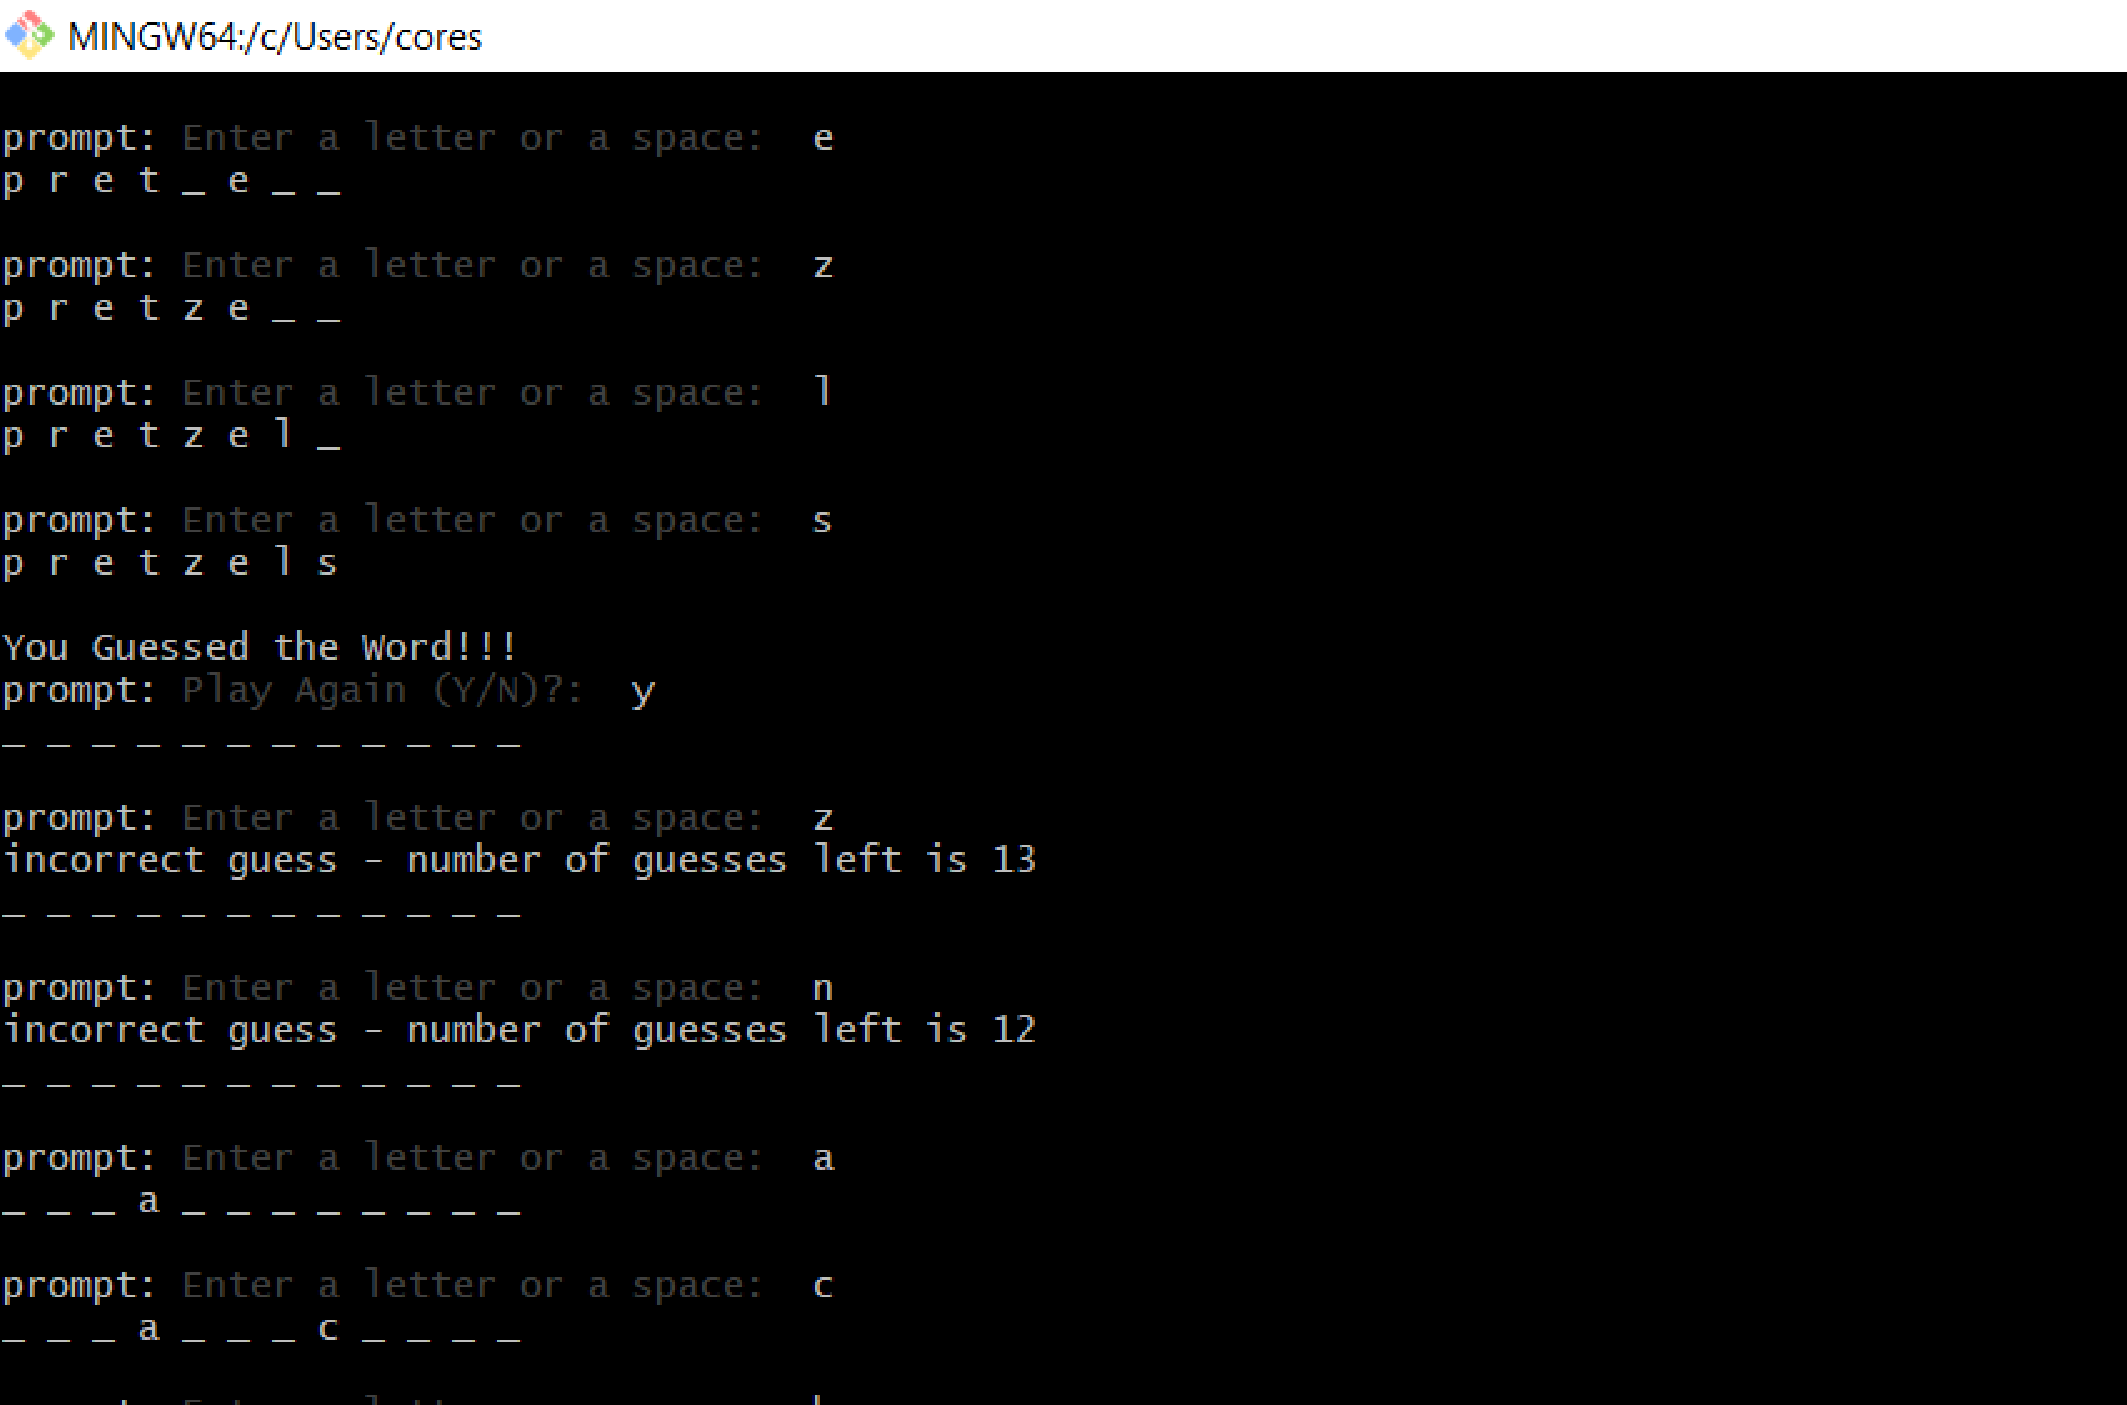 MINGW64:/c/Users/cores
prompt: Enter a letter or a space:  e
p r e t _ e _ _
prompt: Enter a letter or a space:  z
p r e t z e _ _
prompt: Enter a letter or a space:  l
p r e t z e l _
prompt: Enter a letter or a space:  s
p r e t z e l s
You Guessed the Word!!!
prompt: Play Again (Y/N)?:  y
_ _ _ _ _ _ _ _ _ _ _ _
prompt: Enter a letter or a space:  z
incorrect guess - number of guesses left is 13
_ _ _ _ _ _ _ _ _ _ _ _
prompt: Enter a letter or a space:  n
incorrect guess - number of guesses left is 12
_ _ _ _ _ _ _ _ _ _ _ _
prompt: Enter a letter or a space:  a
_ _ _ a _ _ _ _ _ _ _ _
prompt: Enter a letter or a space:  c
_ _ _ a _ _ _ c _ _ _ _